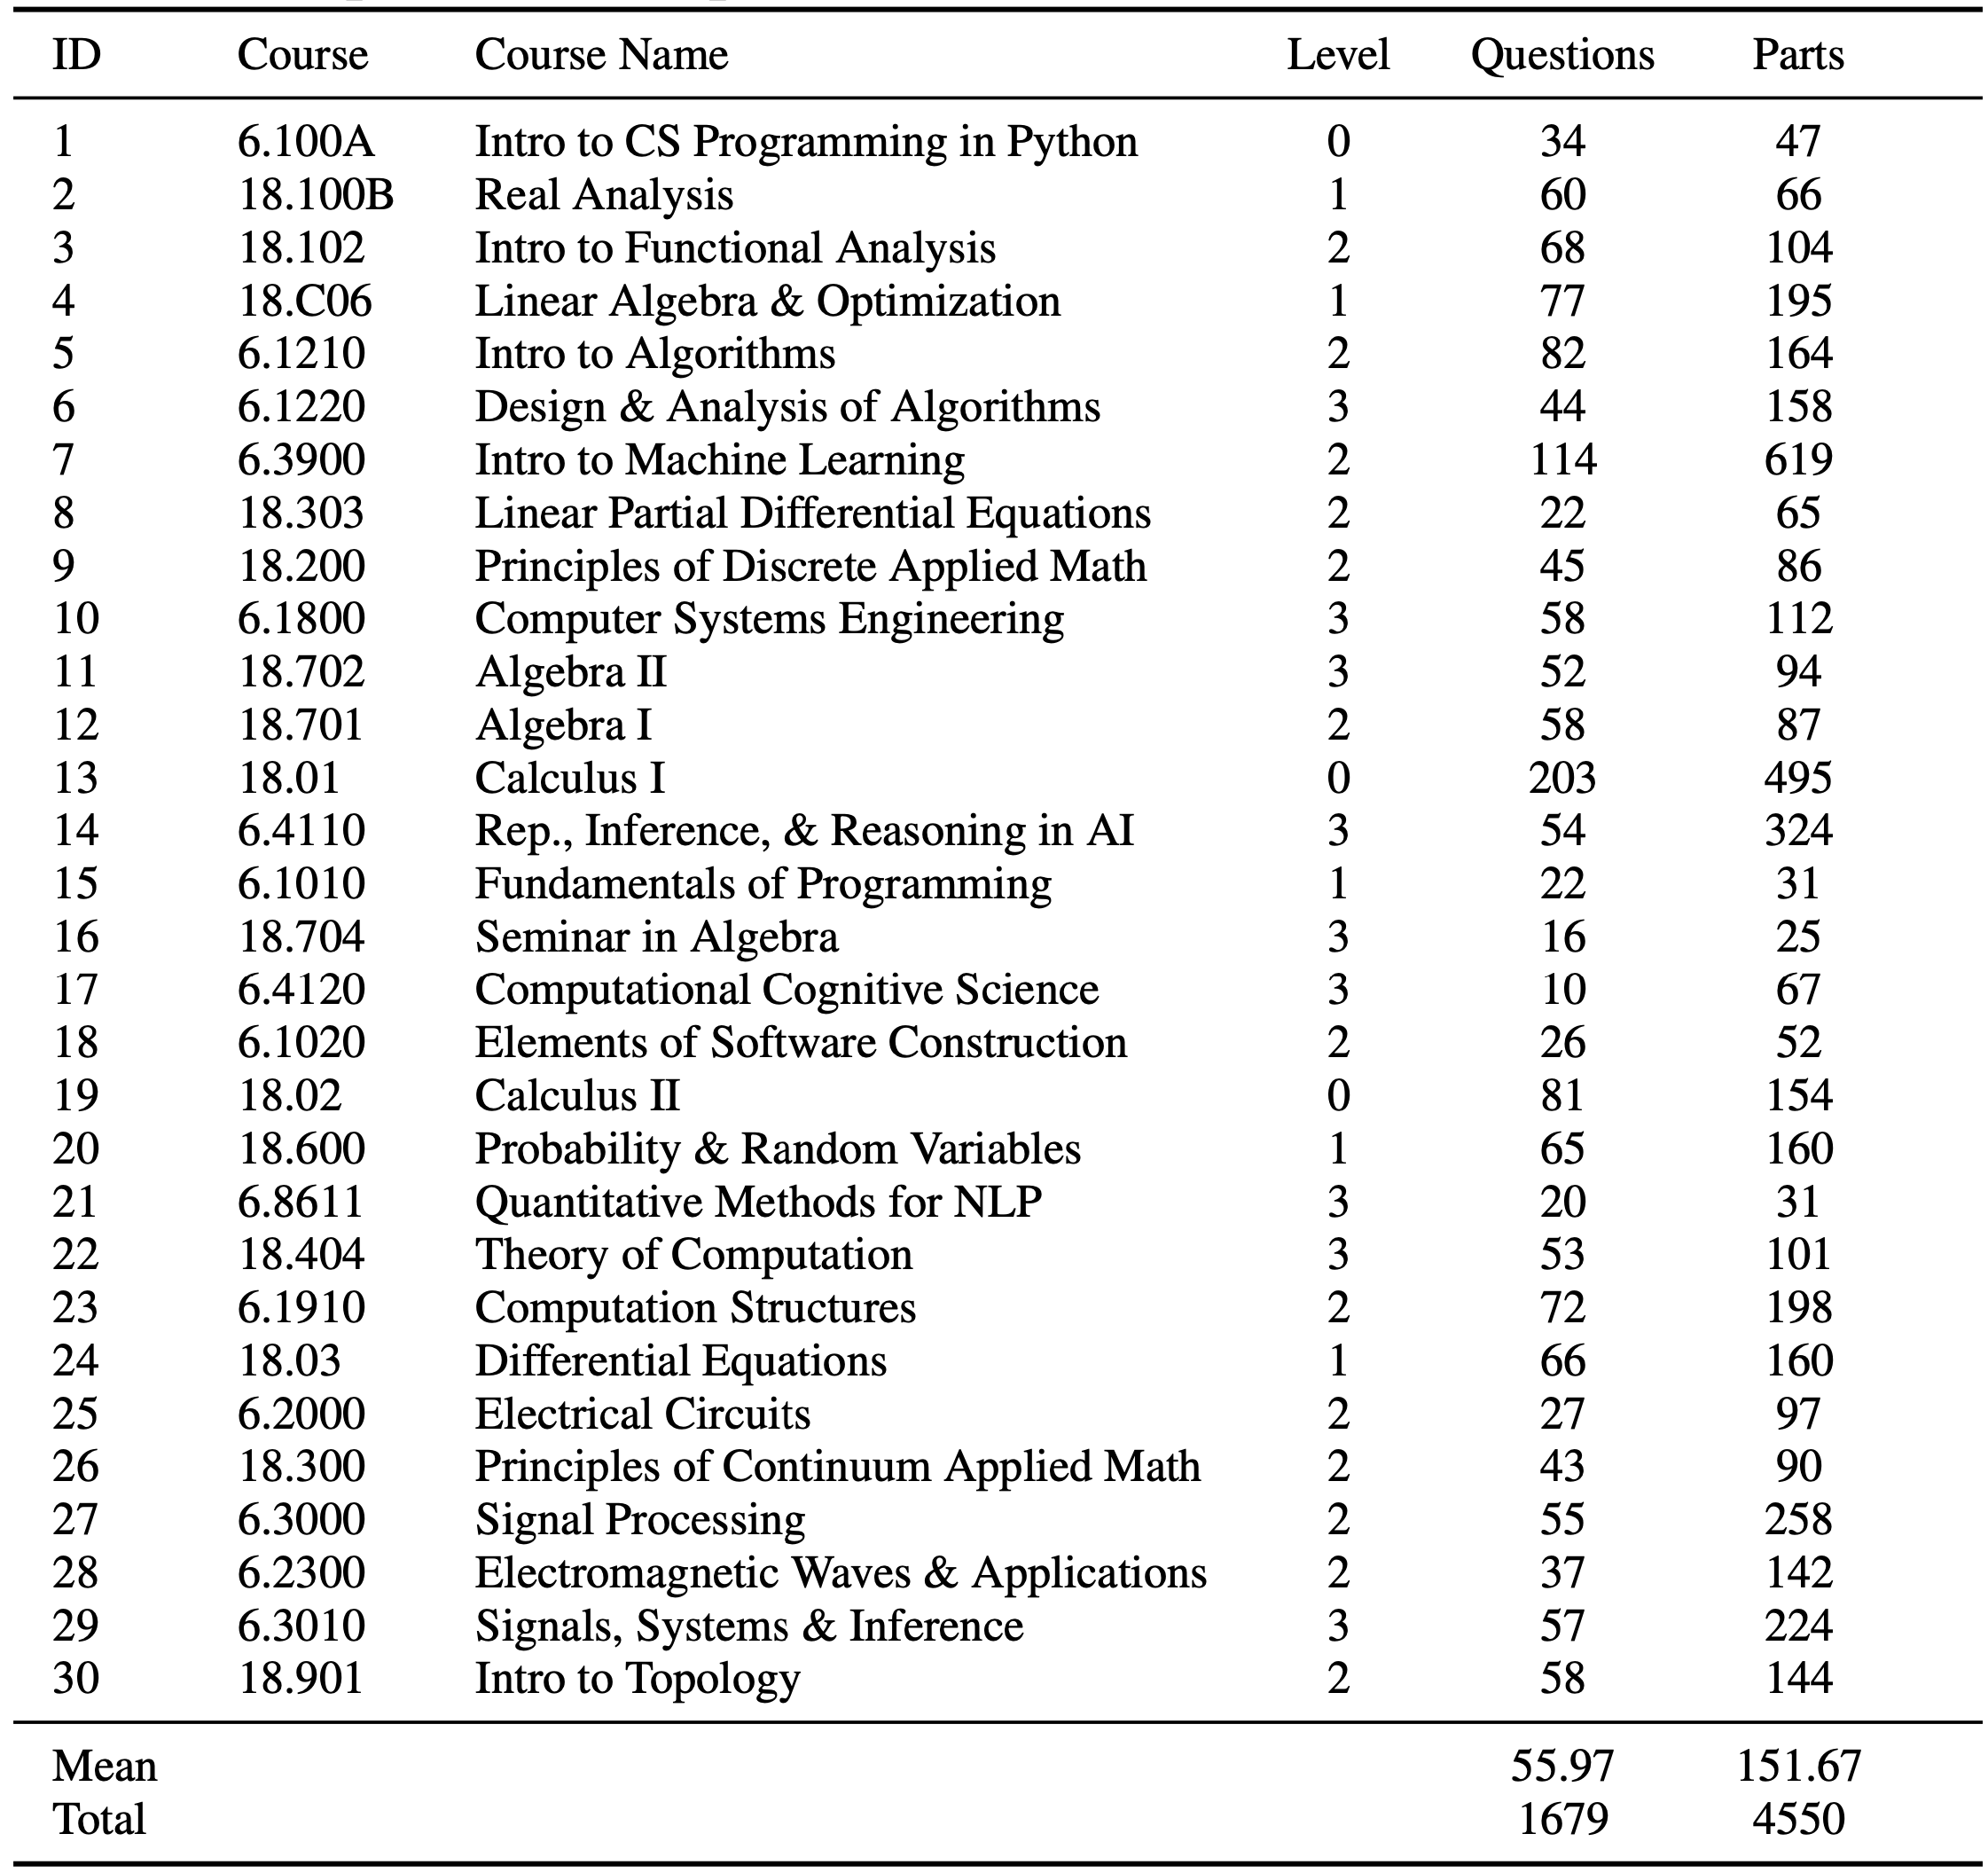 ID Course Course Name Level Questions Parts
1 6.100A Intro to CS Programming in Python 0 34 47
2 18.100B Real Analysis 1 60 66
3 18.102 Intro to Functional Analysis 2 68 104
4 18.C06 Linear Algebra & Optimization 1 77 195
5 6.1210 Intro to Algorithms 2 82 164
6 6.1220 Design & Analysis of Algorithms 3 44 158
7 6.3900 Intro to Machine Learning 2 114 619
8 18.303 Linear Partial Differential Equations 2 22 65
9 18.200 Principles of Discrete Applied Math 2 45 86
10 6.1800 Computer Systems Engineering 3 58 112
11 18.702 Algebra II 3 52 94
12 18.701 Algebra I 2 58 87
13 18.01 Calculus I 0 203 495
14 6.4110 Rep., Inference, & Reasoning in AI 3 54 324
15 6.1010 Fundamentals of Programming 1 22 31
16 18.704 Seminar in Algebra 3 16 25
17 6.4120 Computational Cognitive Science 3 10 67
18 6.1020 Elements of Software Construction 2 26 52
19 18.02 Calculus II 0 81 154
20 18.600 Probability & Random Variables 1 65 160
21 6.8611 Quantitative Methods for NLP 3 20 31
22 18.404 Theory of Computation 3 53 101
23 6.1910 Computation Structures 2 72 198
24 18.03 Differential Equations 1 66 160
25 6.2000 Electrical Circuits 2 27 97
26 18.300 Principles of Continuum Applied Math 2 43 90
27 6.3000 Signal Processing 2 55 258
28 6.2300 Electromagnetic Waves & Applications 2 37 142
29 6.3010 Signals, Systems & Inference 3 57 224
30 18.901 Intro to Topology 2 58 144
Mean 55.97 151.67
Total 1679 4550